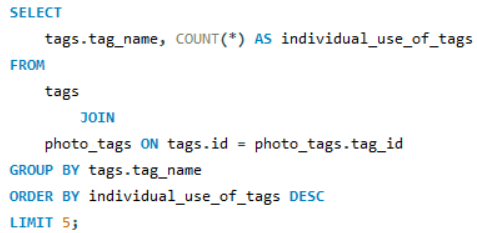 SELECT
    tags.tag_name, COUNT(*) AS individual_use_of_tags
FROM
    tags
        JOIN
    photo_tags ON tags.id = photo_tags.tag_id
GROUP BY tags.tag_name
ORDER BY individual_use_of_tags DESC
LIMIT 5;